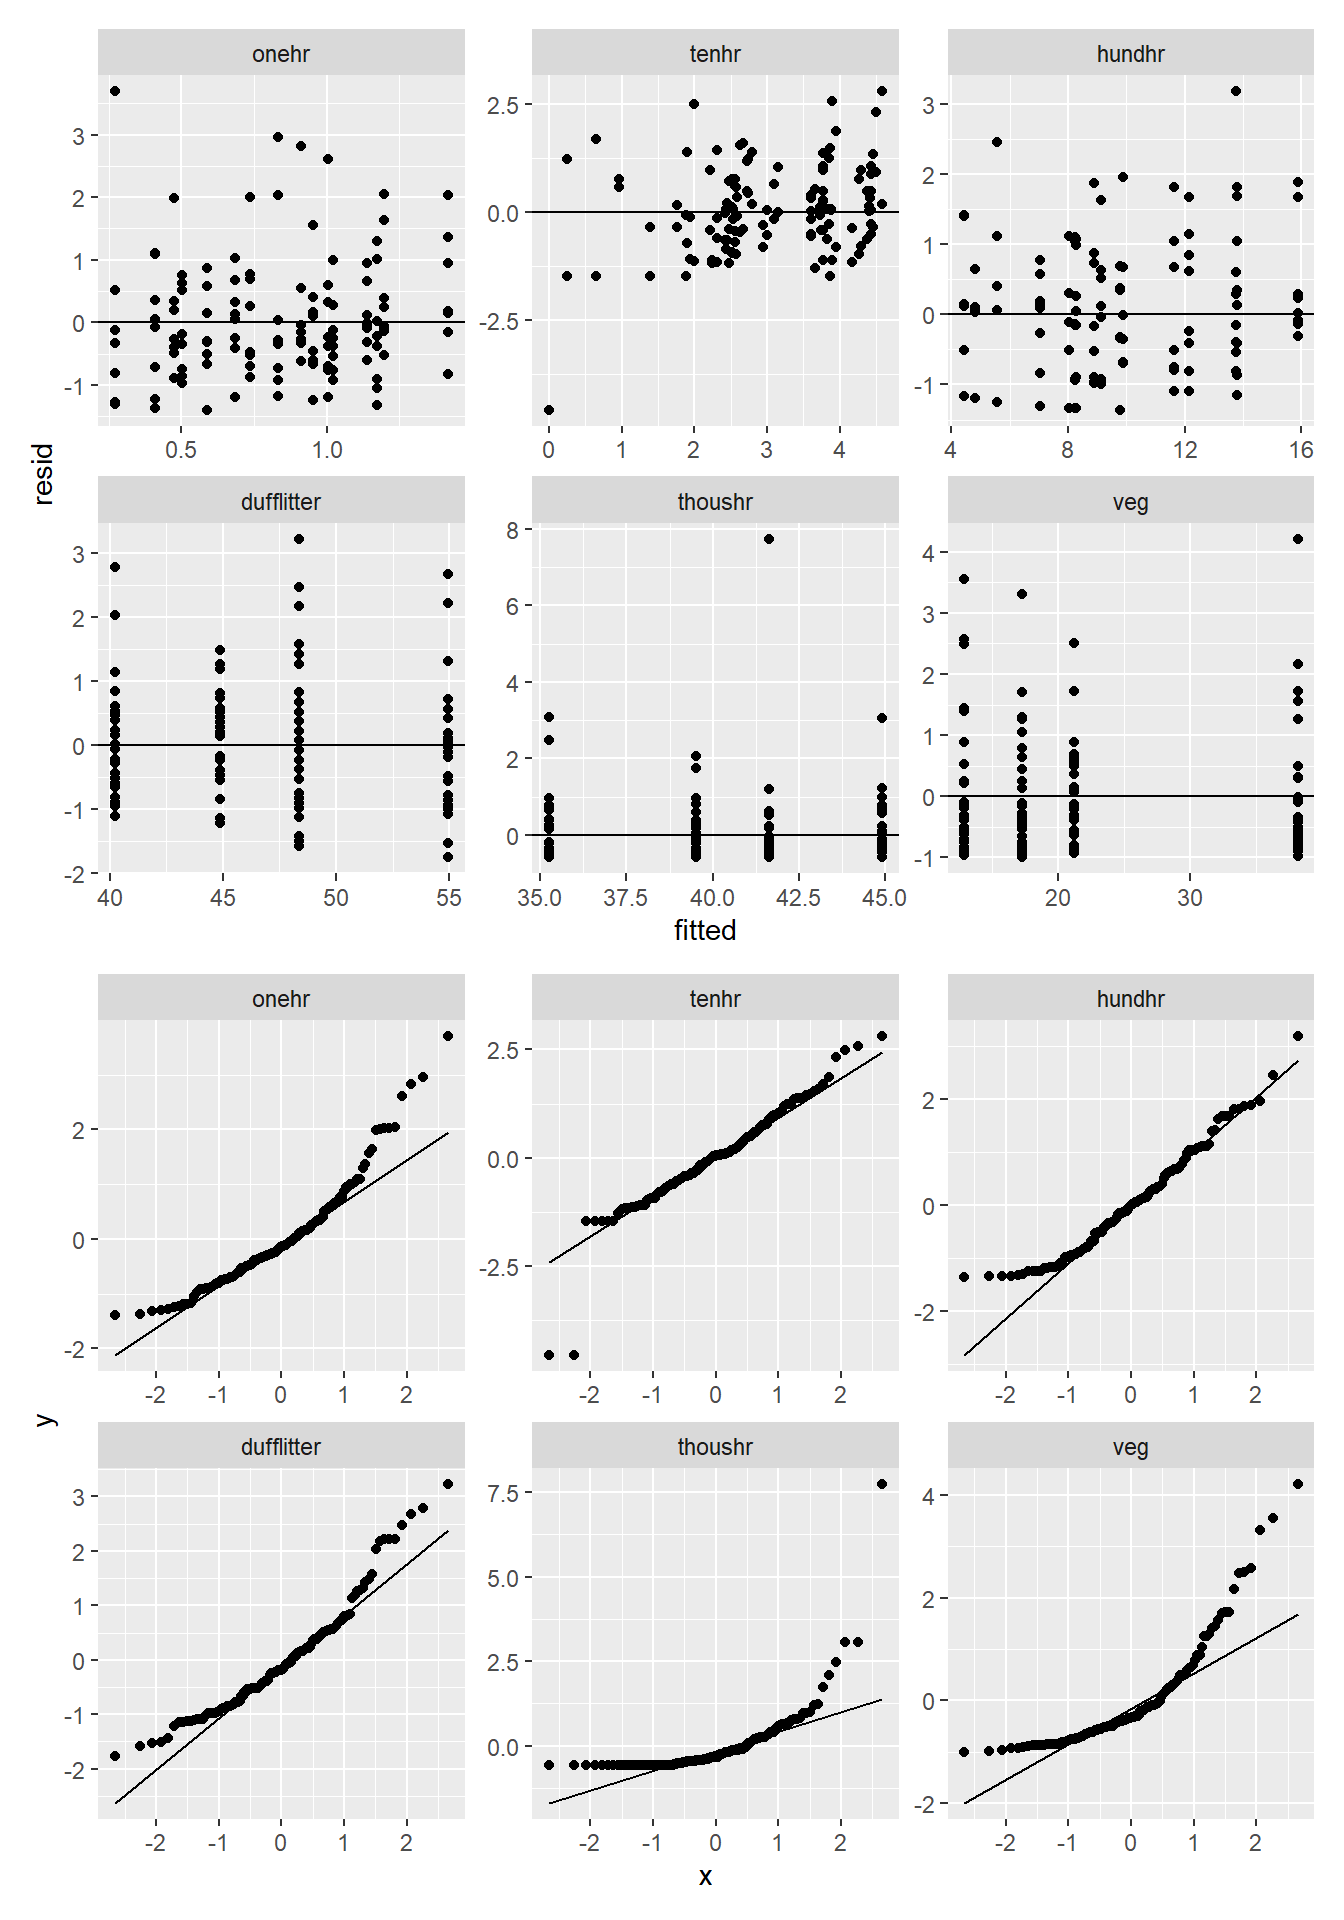 onehr tenhr hundhr
3 2 1 0 -1
2.5 0.0 -2.5
3 2 1 0 -1
0.5 1.0
0 1 2 3 4
4 8 12 16
resid
dufflitter thoushr veg
3 2 1 0 -1 -2
8 6 4 2 0
4 3 2 1 0 -1
40 45 50 55
35.0 37.5 40.0 42.5 45.0
20 30
fitted
onehr tenhr hundhr
2 0 -2
2.5 0.0 -2.5
2 0 -2
-2 -1 0 1 2
-2 -1 0 1 2
-2 -1 0 1 2
y
dufflitter thoushr veg
3 2 1 0 -1 -2
7.5 5.0 2.5 0.0
4 2 0 -2
-2 -1 0 1 2
-2 -1 0 1 2
-2 -1 0 1 2
x